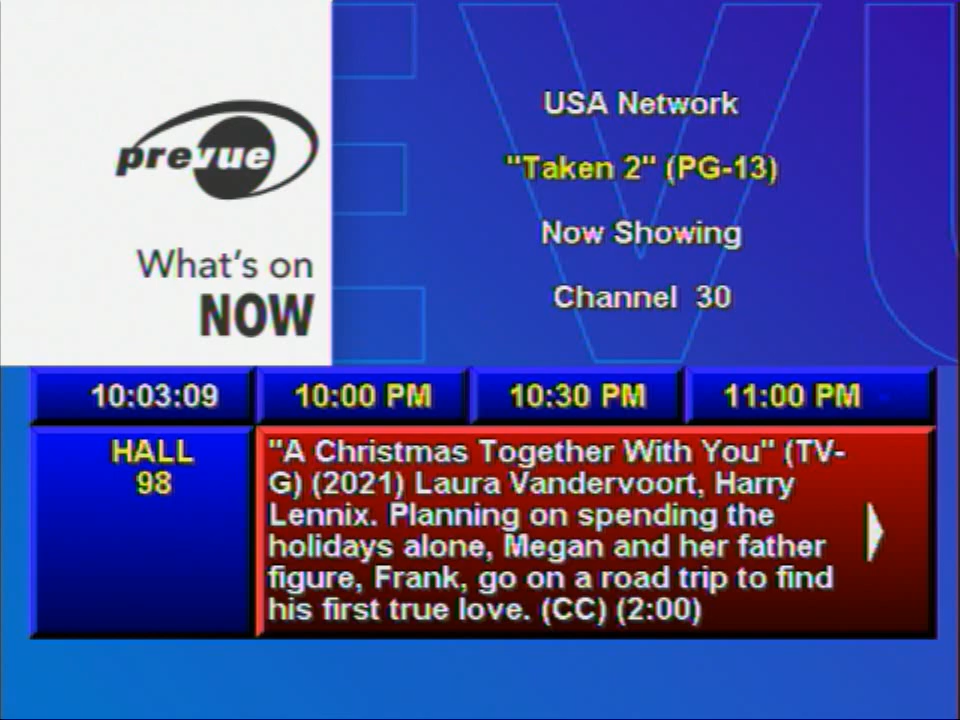 prevue
What's on
NOW
USA Network
"Taken 2" (PG-13)
Now Showing
Channel 30
10:03:09
10:00 PM
10:30 PM
11:00 PM
HALL
98
"A Christmas Together With You" (TV-
G) (2021) Laura Vandervoort, Harry
Lennix. Planning on spending the
holidays alone, Megan and her father
figure, Frank, go on a road trip to find
his first true love. (CC) (2:00)